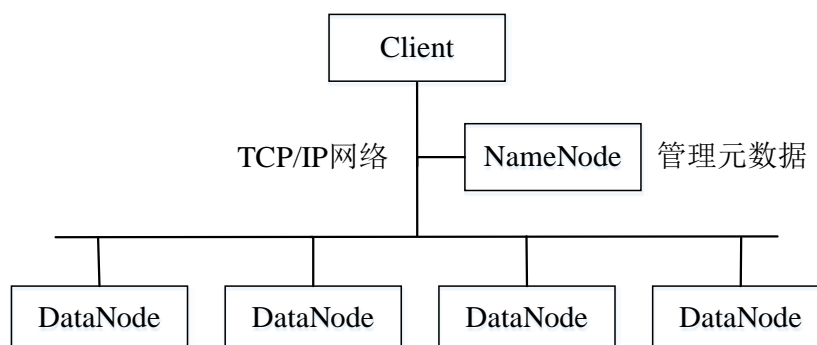 Client
TCP/IP网络
NameNode
管理元数据
DataNode
DataNode
DataNode
DataNode